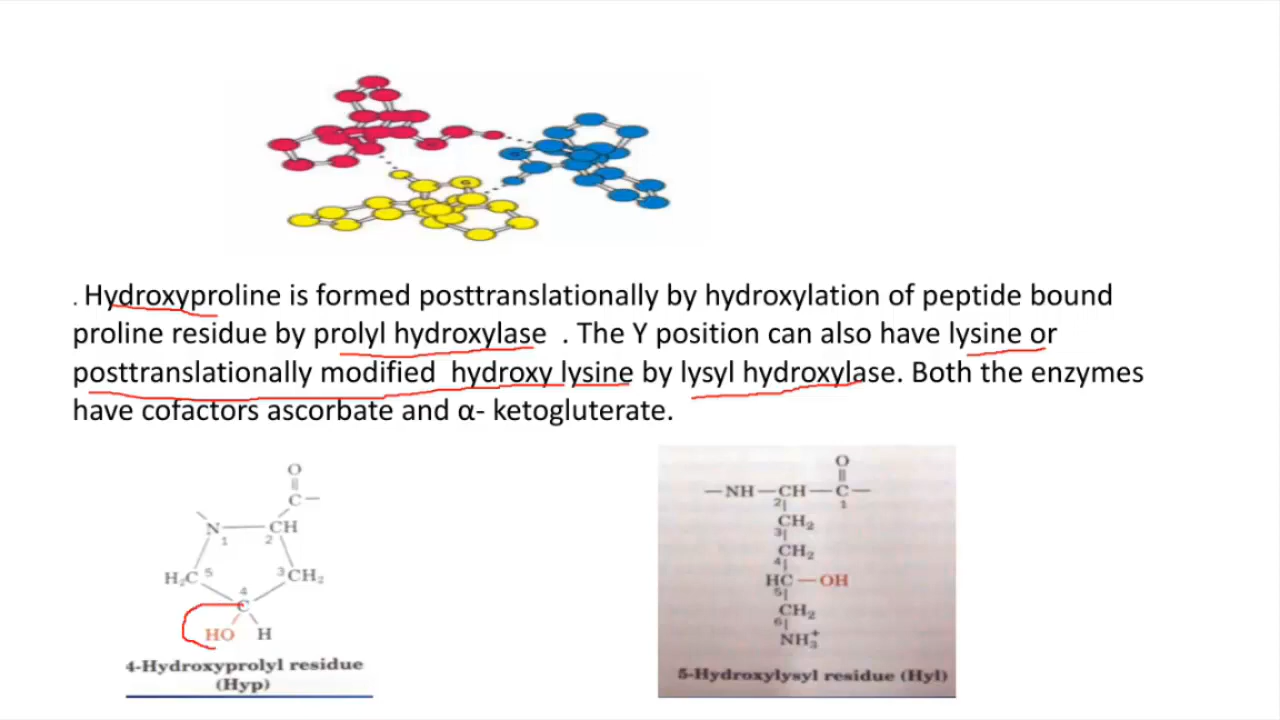 . Hydroxyproline is formed posttranslationally by hydroxylation of peptide bound
proline residue by prolyl hydroxylase . The Y position can also have lysine or
posttranslationally modified hydroxy lysine by lysyl hydroxylase. Both the enzymes
have cofactors ascorbate and α- ketogluterate.
O
C
N CH
1 2
H₂C 5 3 CH₂
4
C
HO H
4-Hydroxyprolyl residue
(Hyp)
O
—NH—CH—C—
2 1
CH₂
3
CH₂
4
HC—OH
5
CH₂
6
NH₃⁺
5-Hydroxylysyl residue (Hyl)